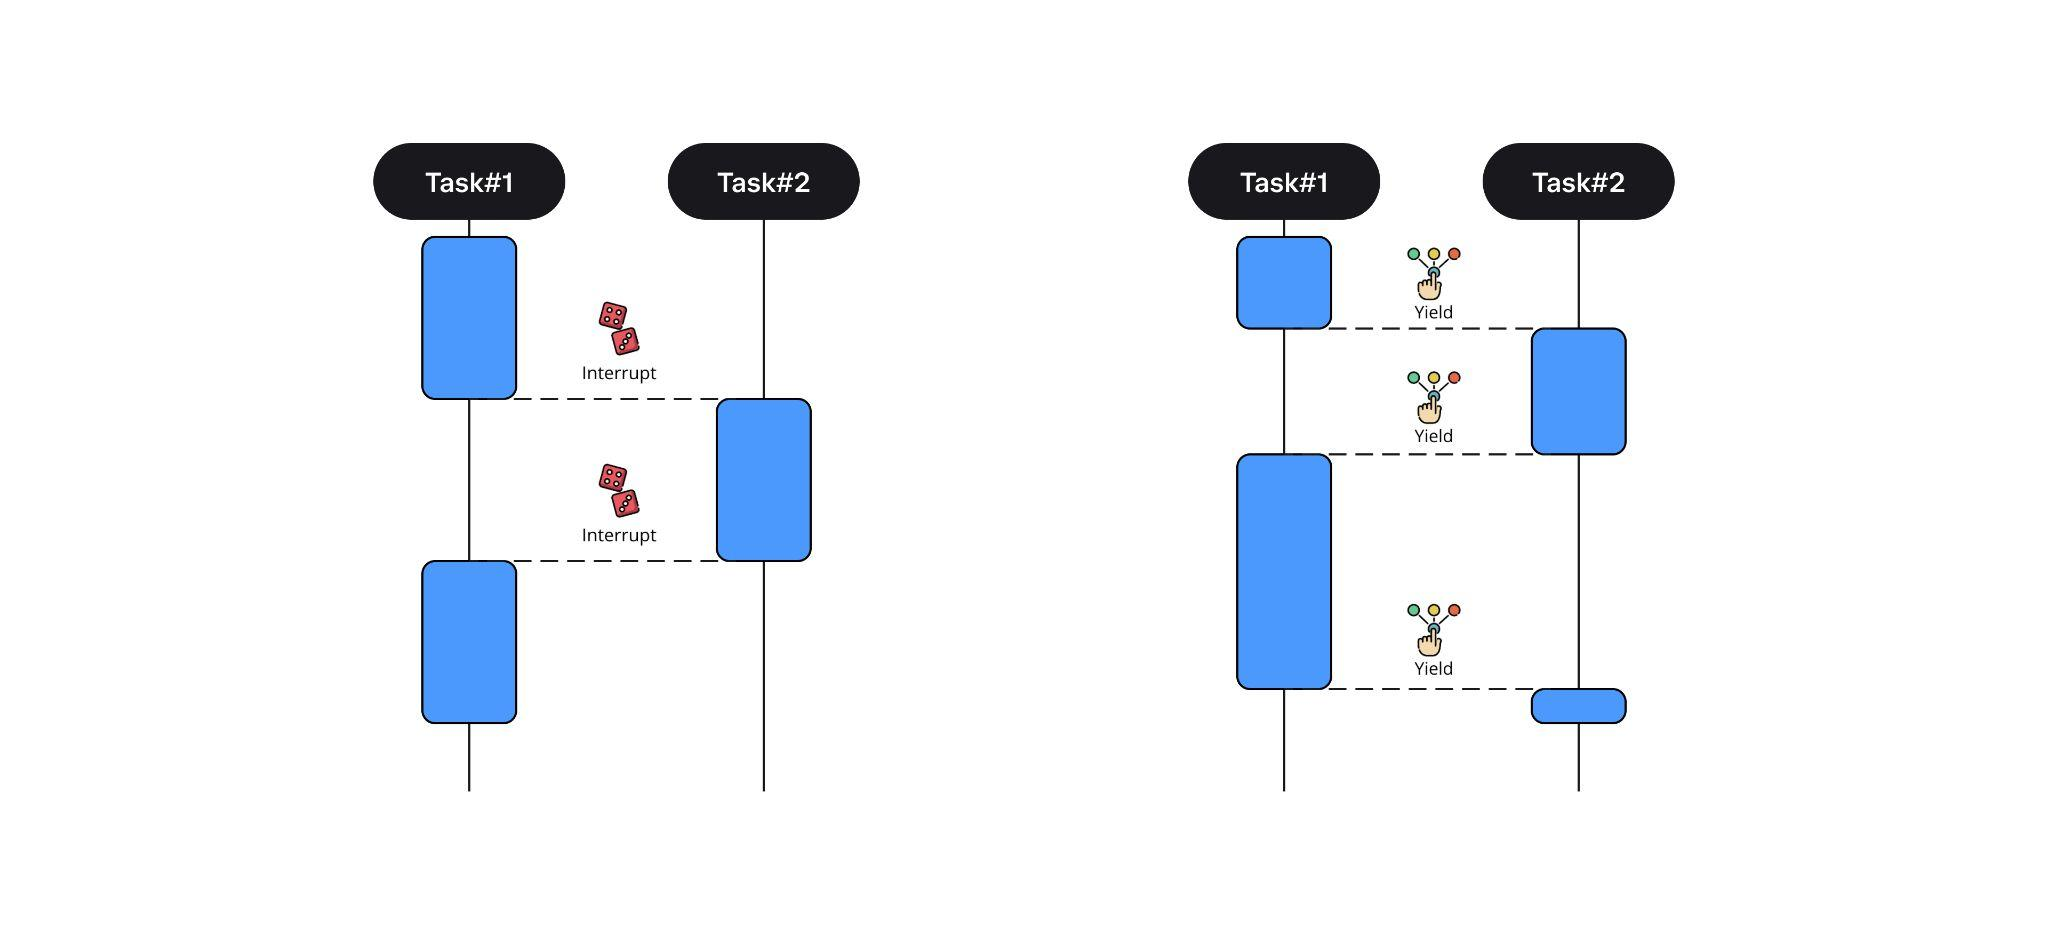 Task#1
Task#2
Interrupt
Interrupt
Task#1
Task#2
Yield
Yield
Yield